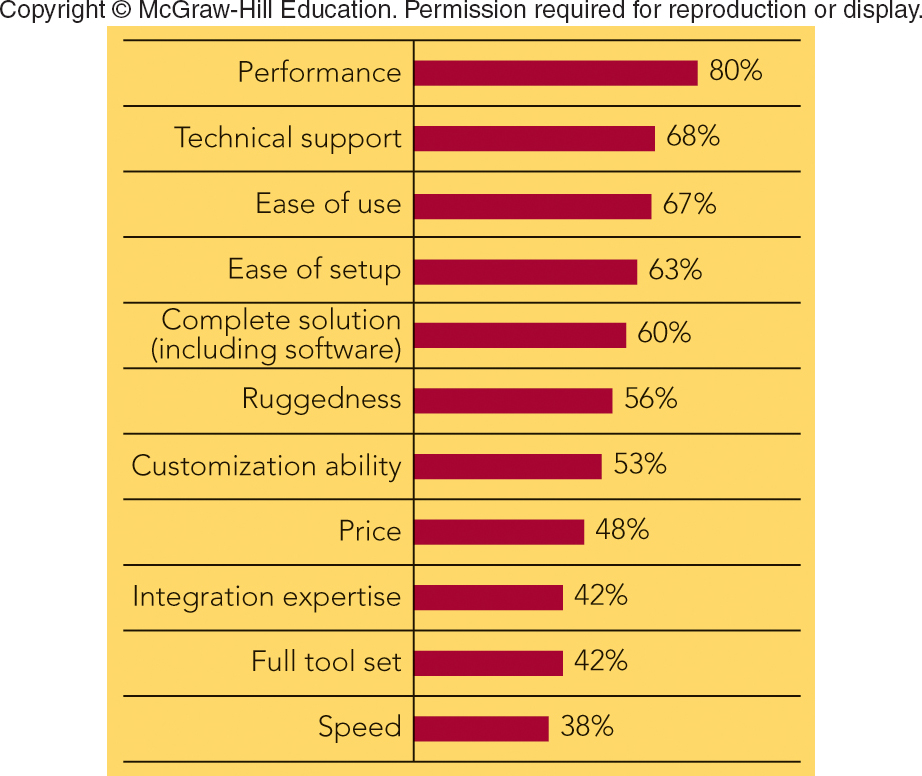 Copyright © McGraw-Hill Education. Permission required for reproduction or display.
Performance 80%
Technical support 68%
Ease of use 67%
Ease of setup 63%
Complete solution
(including software) 60%
Ruggedness 56%
Customization ability 53%
Price 48%
Integration expertise 42%
Full tool set 42%
Speed 38%